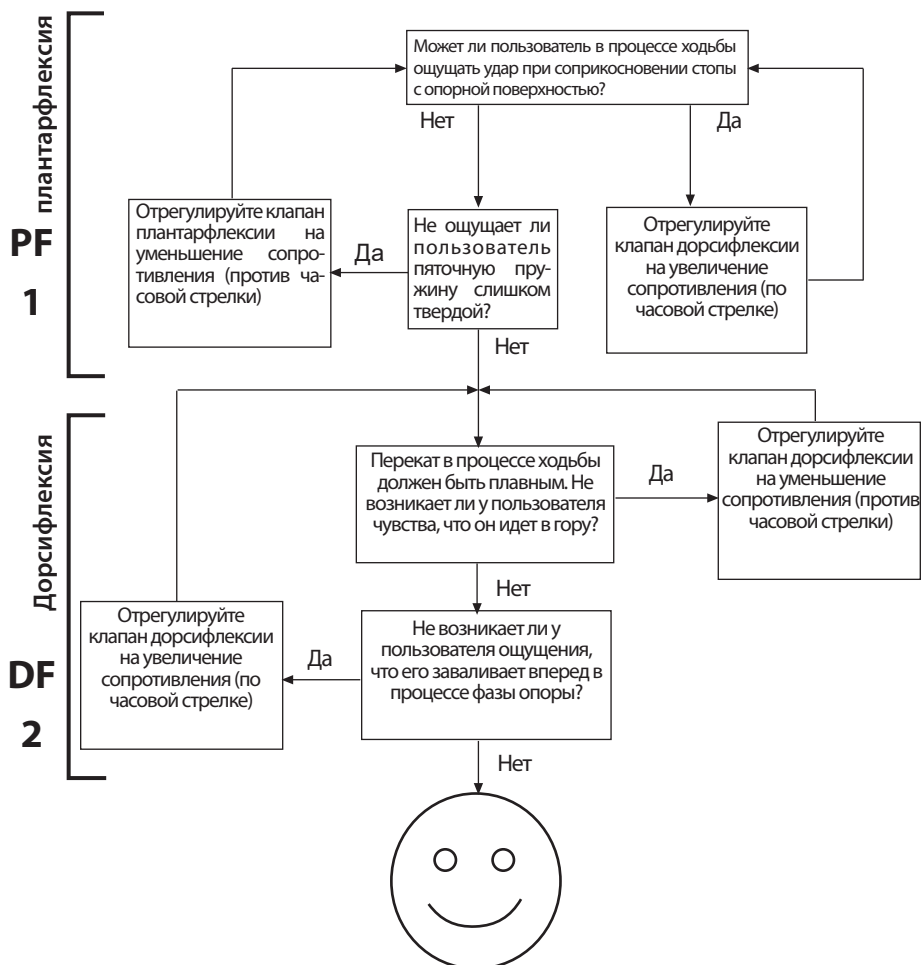 плантарфлексия
PF
1
Может ли пользователь в процессе ходьбы
ощущать удар при соприкосновении стопы
с опорной поверхностью?
Нет
Да
Отрегулируйте клапан
плантарфлексии на
уменьшение сопро-
тивления (против ча-
совой стрелки)
Да
Не ощущает ли
пользователь
пяточную пру-
жину слишком
твердой?
Отрегулируйте
клапан дорсифлексии
на увеличение
сопротивления (по
часовой стрелке)
Нет
Дорсифлексия
DF
2
Перекат в процессе ходьбы
должен быть плавным. Не
возникает ли у пользователя
чувства, что он идет в гору?
Да
Отрегулируйте
клапан дорсифлексии
на уменьшение
сопротивления (против
часовой стрелки)
Нет
Отрегулируйте
клапан дорсифлексии
на увеличение
сопротивления (по
часовой стрелке)
Да
Не возникает ли у
пользователя ощущения,
что его заваливает вперед в
процессе фазы опоры?
Нет